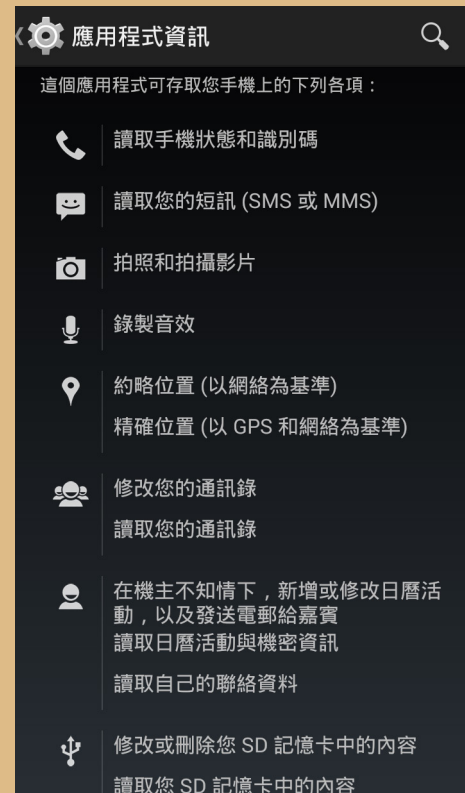 應用程式資訊
這個應用程式可存取您手機上的下列各項：
讀取手機狀態和識別碼
讀取您的短訊 (SMS 或 MMS)
拍照和拍攝影片
錄製音效
約略位置 (以網絡為基準)
精確位置 (以 GPS 和網絡為基準)
修改您的通訊錄
讀取您的通訊錄
在機主不知情下，新增或修改日曆活
動，以及發送電郵給嘉賓
讀取日曆活動與機密資訊
讀取自己的聯絡資料
修改或刪除您 SD 記憶卡中的內容
讀取您 SD 記憶卡中的內容